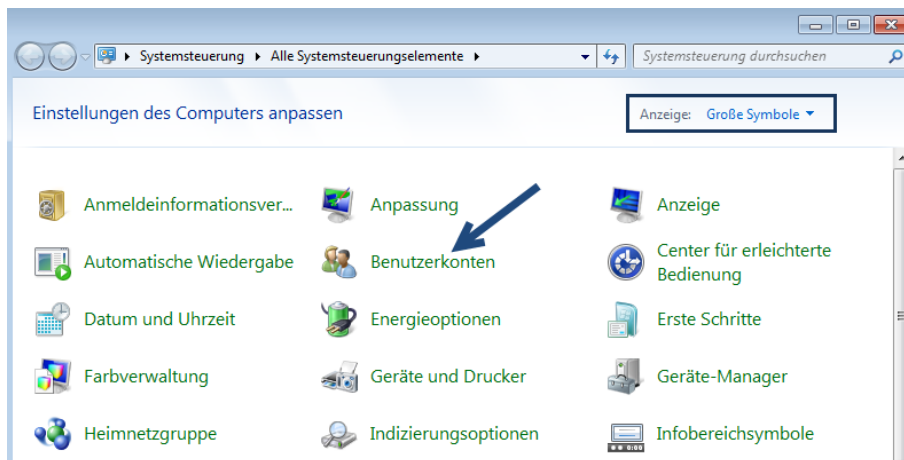 Systemsteuerung Alle Systemsteuerungselemente Systemsteuerung durchsuchen
Einstellungen des Computers anpassen Anzeige: Große Symbole
Anmeldeinformationsver... Anpassung Anzeige
Automatische Wiedergabe Benutzerkonten Center für erleichterte
Bedienung
Datum und Uhrzeit Energieoptionen Erste Schritte
Farbverwaltung Geräte und Drucker Geräte-Manager
Heimnetzgruppe Indizierungsoptionen Infobereichsymbole